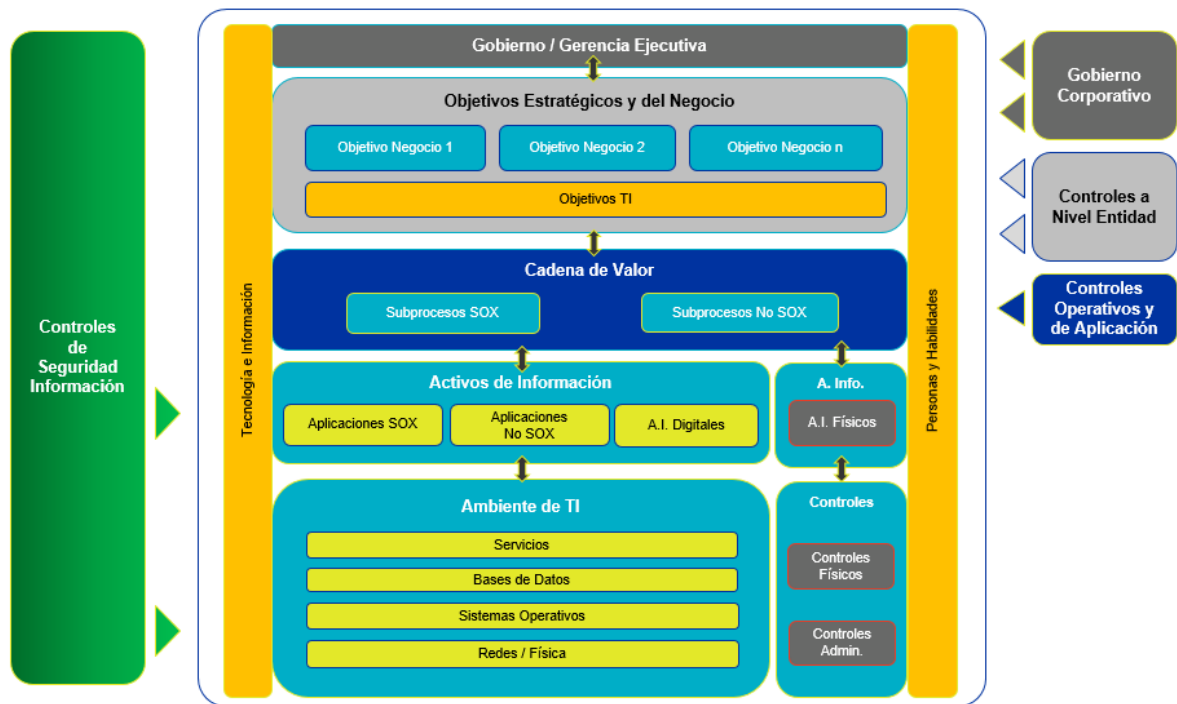 Gobierno / Gerencia Ejecutiva
Objetivos Estratégicos y del Negocio
Objetivo Negocio 1
Objetivo Negocio 2
Objetivo Negocio n
Objetivos TI
Cadena de Valor
Subprocesos SOX
Subprocesos No SOX
Activos de Información
Aplicaciones SOX
Aplicaciones
No SOX
A.I. Digitales
A. Info.
A.I. Físicos
Ambiente de TI
Servicios
Bases de Datos
Sistemas Operativos
Redes / Física
Controles
Controles
Físicos
Controles
Admin.
Tecnología e Información
Personas y Habilidades
Controles
de
Seguridad
Información
Gobierno
Corporativo
Controles a
Nivel Entidad
Controles
Operativos y
de Aplicación